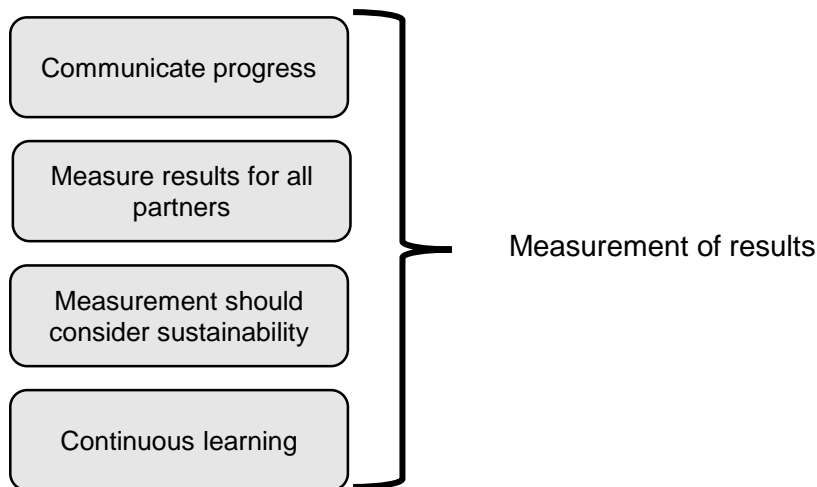 Communicate progress
Measure results for all
partners
Measurement should
consider sustainability
Continuous learning
Measurement of results